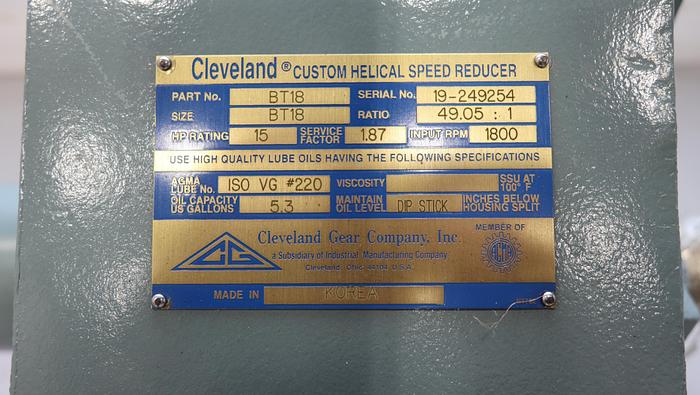 Cleveland® CUSTOM HELICAL SPEED REDUCER
PART No. BT18 SERIAL No. 19-249254
SIZE BT18 RATIO 49.05 : 1
HP RATING 15 SERVICE FACTOR 1.87 INPUT RPM 1800
USE HIGH QUALITY LUBE OILS HAVING THE FOLLOWING SPECIFICATIONS
AGMA LUBE No. ISO VG #220 VISCOSITY SSU AT 100° F
OIL CAPACITY US GALLONS 5.3 MAINTAIN OIL LEVEL DIP STICK INCHES BELOW HOUSING SPLIT
CG Cleveland Gear Company, Inc. MEMBER OF
a Subsidiary of Industrial Manufacturing Company AGMA
Cleveland, Ohio 44104 U.S.A.
MADE IN KOREA